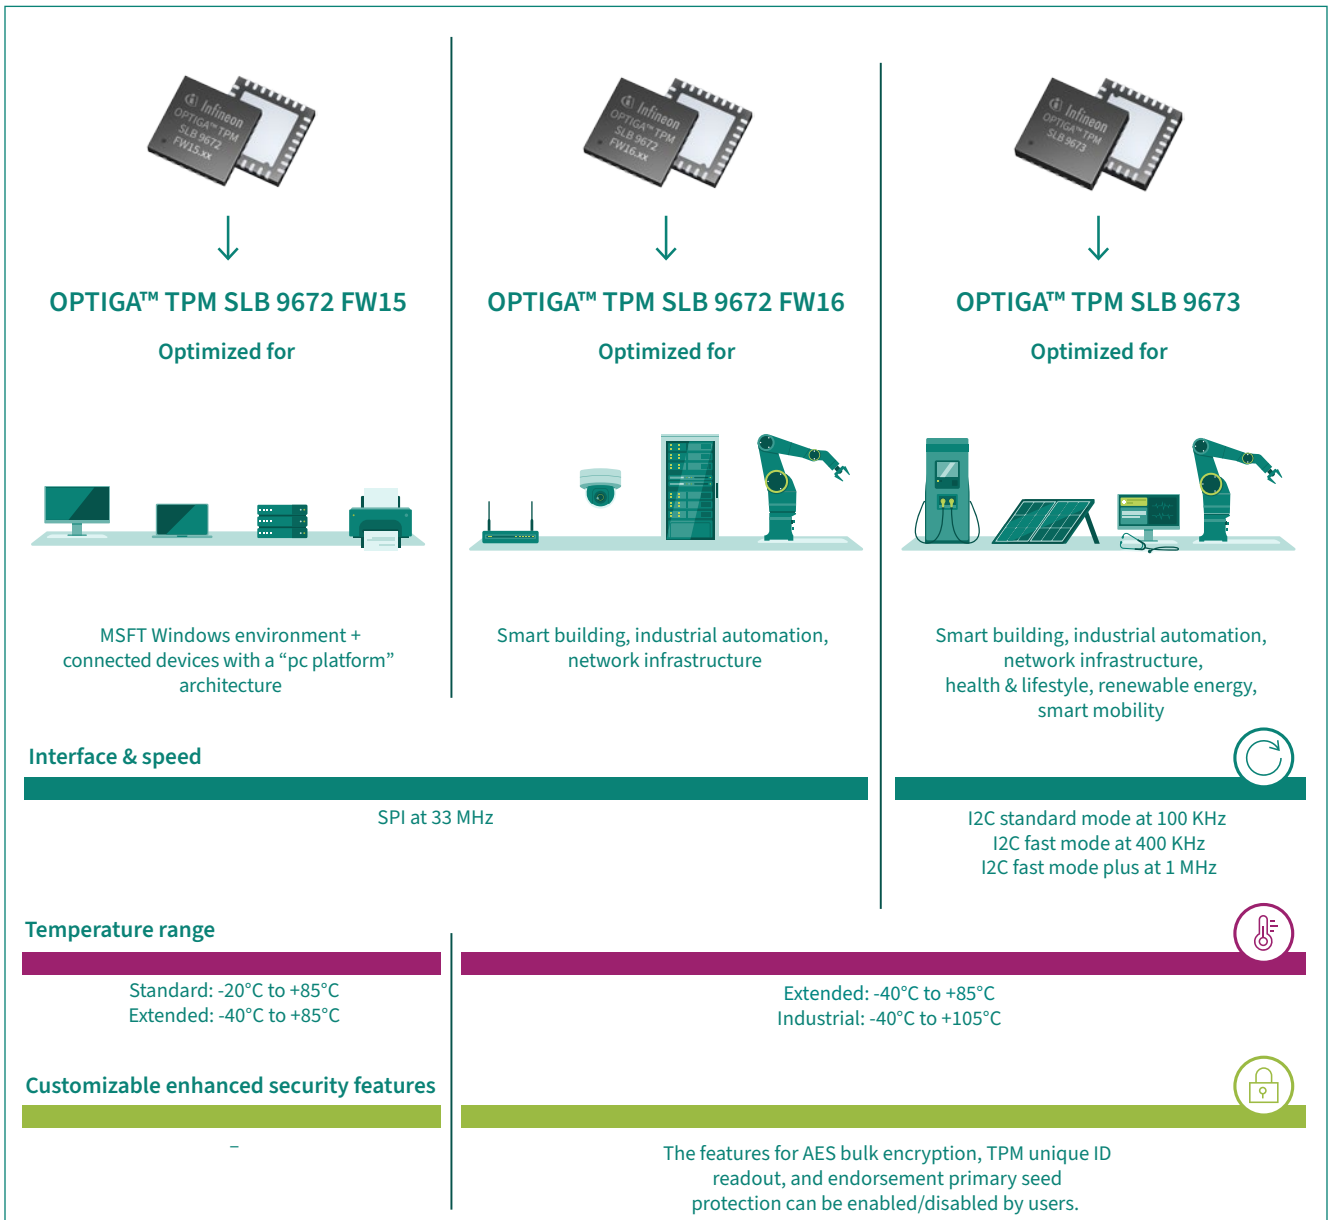 Infineon
OPTIGA™ TPM
SLB 9672
FW15.xx
Infineon
OPTIGA™ TPM
SLB 9672
FW16.xx
Infineon
OPTIGA™ TPM
SLB 9673
OPTIGA™ TPM SLB 9672 FW15
Optimized for
MSFT Windows environment +
connected devices with a “pc platform”
architecture
OPTIGA™ TPM SLB 9672 FW16
Optimized for
Smart building, industrial automation,
network infrastructure
OPTIGA™ TPM SLB 9673
Optimized for
Smart building, industrial automation,
network infrastructure,
health & lifestyle, renewable energy,
smart mobility
Interface & speed
SPI at 33 MHz
I2C standard mode at 100 KHz
I2C fast mode at 400 KHz
I2C fast mode plus at 1 MHz
Temperature range
Standard: -20°C to +85°C
Extended: -40°C to +85°C
Extended: -40°C to +85°C
Industrial: -40°C to +105°C
Customizable enhanced security features
–
The features for AES bulk encryption, TPM unique ID
readout, and endorsement primary seed
protection can be enabled/disabled by users.